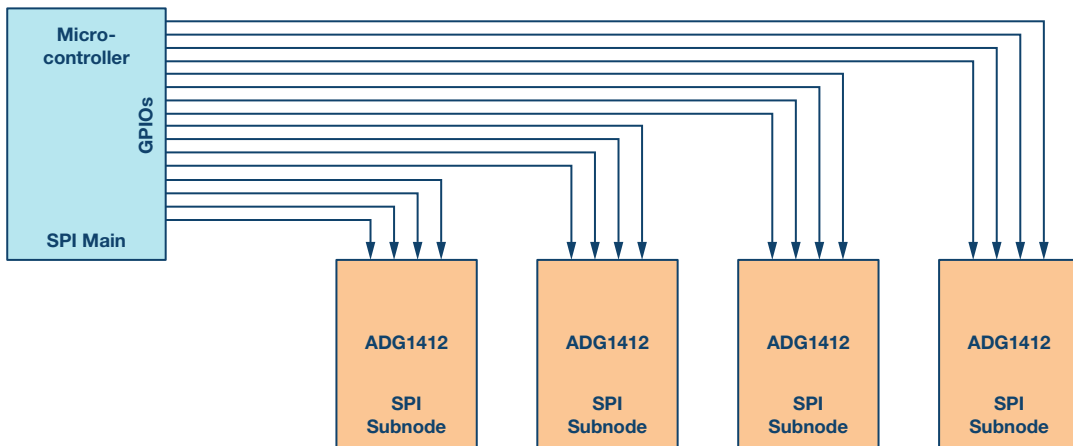 Micro-
controller
GPIOs
SPI Main
ADG1412
SPI
Subnode
ADG1412
SPI
Subnode
ADG1412
SPI
Subnode
ADG1412
SPI
Subnode